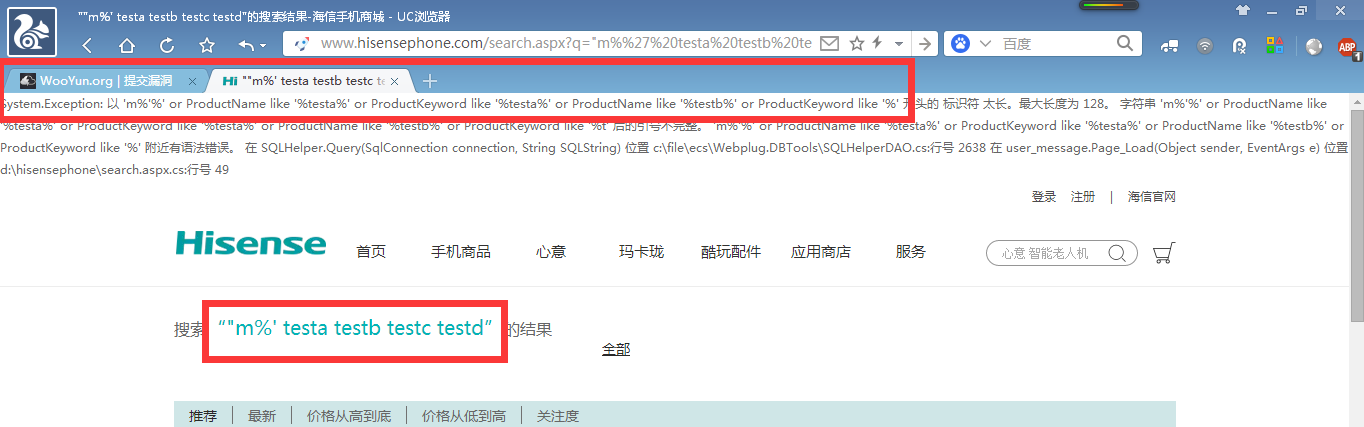 ""m%' testa testb testc testd"的搜索结果-海信手机商城 - UC浏览器
www.hisensephone.com/search.aspx?q="m%%27%20testa%20testb%20te
百度
ABP
1
WooYun.org | 提交漏洞
Hi ""m%' testa testb testc te
System.Exception: 以 'm%'%' or ProductName like '%testa%' or ProductKeyword like '%testa%' or ProductName like '%testb%' or ProductKeyword like '%' 开头的 标识符 太长。最大长度为 128。 字符串 'm%'%' or ProductName like
'%testa%' or ProductKeyword like '%testa%' or ProductName like '%testb%' or ProductKeyword like '%t' 后的引号不完整。 'm%'%' or ProductName like '%testa%' or ProductKeyword like '%testa%' or ProductName like '%testb%' or
ProductKeyword like '%' 附近有语法错误。 在 SQLHelper.Query(SqlConnection connection, String SQLString) 位置 c:\file\ecs\Webplug.DBTools\SQLHelperDAO.cs:行号 2638 在 user_message.Page_Load(Object sender, EventArgs e) 位置
d:\hisensephone\search.aspx.cs:行号 49
登录 注册 | 海信官网
Hisense 首页 手机商品 心意 玛卡珑 酷玩配件 应用商店 服务 心意 智能老人机
搜索 “"m%' testa testb testc testd” 的结果
全部
推荐 | 最新 | 价格从高到底 | 价格从低到高 | 关注度